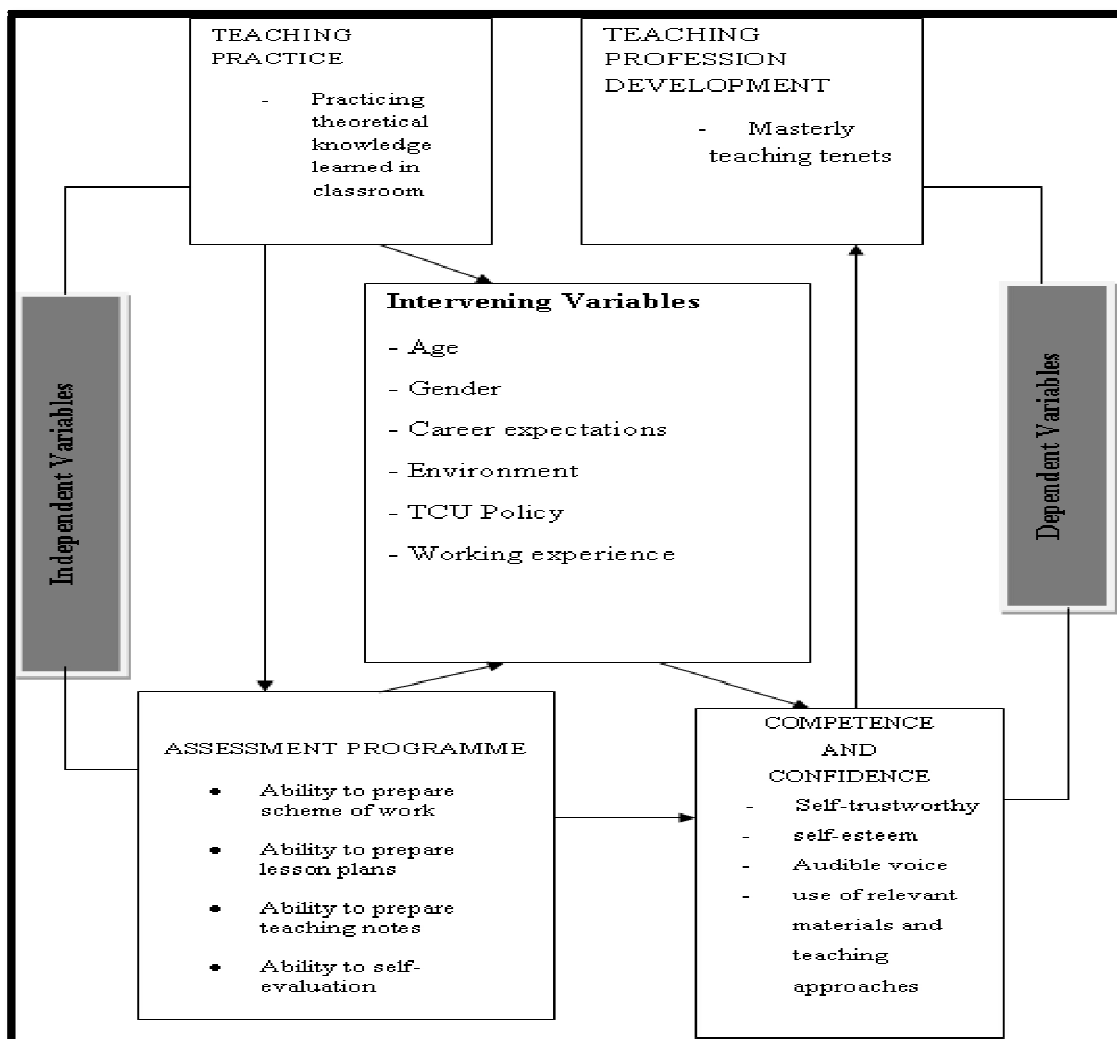 TEACHING
PRACTICE
- Practicing
theoretical
knowledge
learned in
classroom
TEACHING
PROFESSION
DEVELOPMENT
- Masterly
teaching tenets
Independent Variables
Intervening Variables
- Age
- Gender
- Career expectations
- Environment
- TCU Policy
- Working experience
Dependent Variables
ASSESSMENT PROGRAMME
• Ability to prepare
scheme of work
• Ability to prepare
lesson plans
• Ability to prepare
teaching notes
• Ability to self-
evaluation
COMPETENCE
AND
CONFIDENCE
- Self-trustworthy
- self-esteem
- Audible voice
- use of relevant
materials and
teaching
approaches